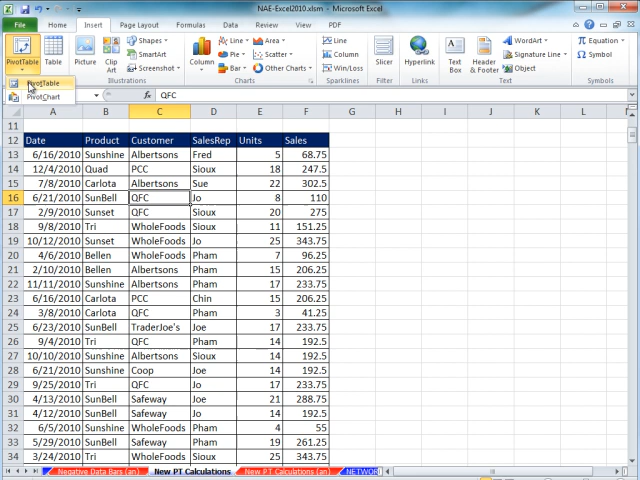 NAE-Excel2010.xlsm - Microsoft Excel
File Home Insert Page Layout Formulas Data Review View PDF
PivotTable Table Picture Clip Art Shapes SmartArt Screenshot Column Line Pie Bar Area Scatter Other Charts Line Column Win/Loss Slicer Hyperlink Text Box Header & Footer WordArt Signature Line Object Equation Symbol
Illustrations Charts Sparklines Filter Links Text Symbols
PivotTable
PivotChart
fx QFC
A B C D E F G H I J K L
11
12 Date Product Customer SalesRep Units Sales
13 6/16/2010 Sunshine Albertsons Fred 5 68.75
14 12/4/2010 Quad PCC Sioux 18 247.5
15 7/8/2010 Carlota Albertsons Sue 22 302.5
16 6/21/2010 SunBell QFC Jo 8 110
17 2/9/2010 Sunset QFC Sioux 20 275
18 9/8/2010 Tri WholeFoods Sioux 11 151.25
19 10/12/2010 Sunset WholeFoods Jo 25 343.75
20 4/6/2010 Bellen WholeFoods Pham 7 96.25
21 2/10/2010 Bellen Albertsons Pham 15 206.25
22 11/11/2010 Sunshine Albertsons Pham 17 233.75
23 6/16/2010 Carlota PCC Chin 15 206.25
24 3/8/2010 Carlota QFC Pham 3 41.25
25 6/23/2010 SunBell TraderJoe's Joe 17 233.75
26 9/4/2010 Tri QFC Pham 14 192.5
27 10/10/2010 Sunshine Albertsons Sioux 14 192.5
28 6/21/2010 Sunshine Coop Joe 14 192.5
29 9/25/2010 Tri QFC Jo 17 233.75
30 4/13/2010 SunBell Safeway Joe 21 288.75
31 4/12/2010 SunBell Safeway Jo 14 192.5
32 6/5/2010 Sunshine WholeFoods Pham 4 55
33 5/29/2010 SunBell Safeway Pham 19 261.25
34 3/24/2010 Tri WholeFoods Sioux 25 343.75
Negative Data Bars (an) New PT Calculations New PT Calculations (an) NETWOR